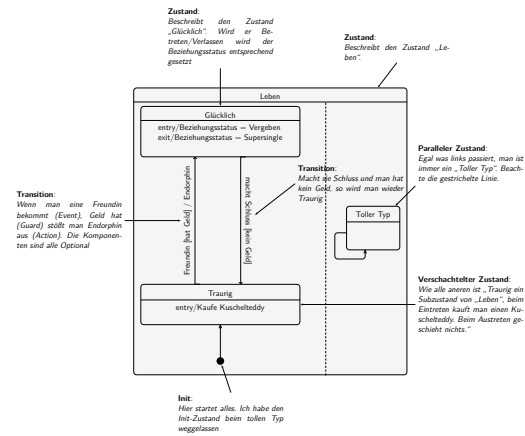 Zustand:
Beschreibt den Zustand
„Glücklich“. Wird er Be-
treten/Verlassen wird der
Beziehungsstatus entsprechend
gesetzt
Zustand:
Beschreibt den Zustand „Le-
ben“.
Leben
Glücklich
entry/Beziehungsstatus = Vergeben
exit/Beziehungsstatus = Supersingle
Paralleler Zustand:
Egal was links passiert, man ist
immer ein „Toller Typ“. Beach-
te die gestrichelte Linie.
Transition:
Macht sie Schluss und man hat
kein Geld, so wird man wieder
Traurig
Transition:
Wenn man eine Freundin
bekommt (Event), Geld hat
(Guard) stößt man Endorphin
aus (Action). Die Komponen-
ten sind alle Optional
Freundin [hat Geld] / Endorphin
macht Schluss [kein Geld]
Toller Typ
Traurig
entry/Kaufe Kuschelteddy
Verschachtelter Zustand:
Wie alle aneren ist „Traurig ein
Subzustand von „Leben“, beim
Eintreten kauft man einen Ku-
schelteddy. Beim Austreten ge-
schieht nichts.“
Init:
Hier startet alles. Ich habe den
Init-Zustand beim tollen Typ
weggelassen